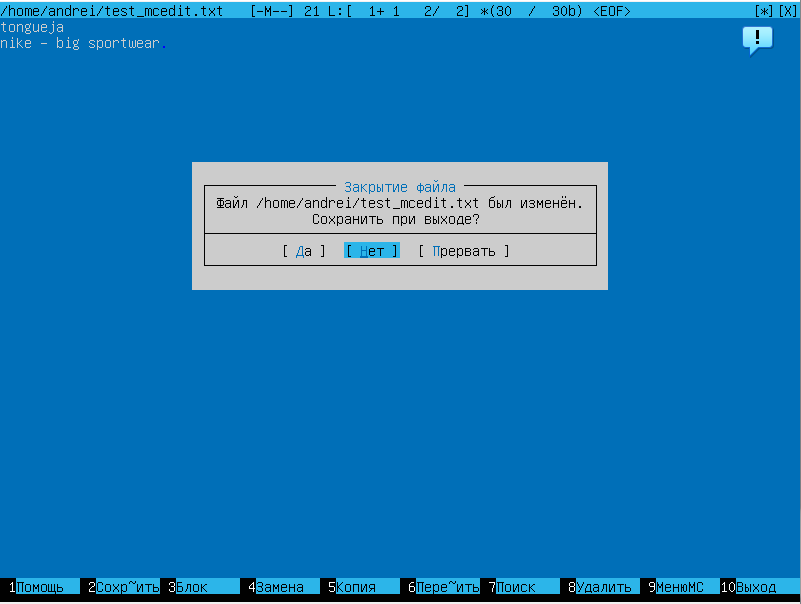 /home/andrei/test_mcedit.txt [-M--] 21 L:[ 1+ 1 2/ 2] *(30 / 30b) <EOF> [*][X]
tongueja
nike - big sportwear.
!
Закрытие файла
Файл /home/andrei/test_mcedit.txt был изменён.
Сохранить при выходе?
[ Да ] [ Нет ] [ Прервать ]
1Помощь 2Сохр~ить 3Блок 4Замена 5Копия 6Пере~ить 7Поиск 8Удалить 9МенюMC 10Выход